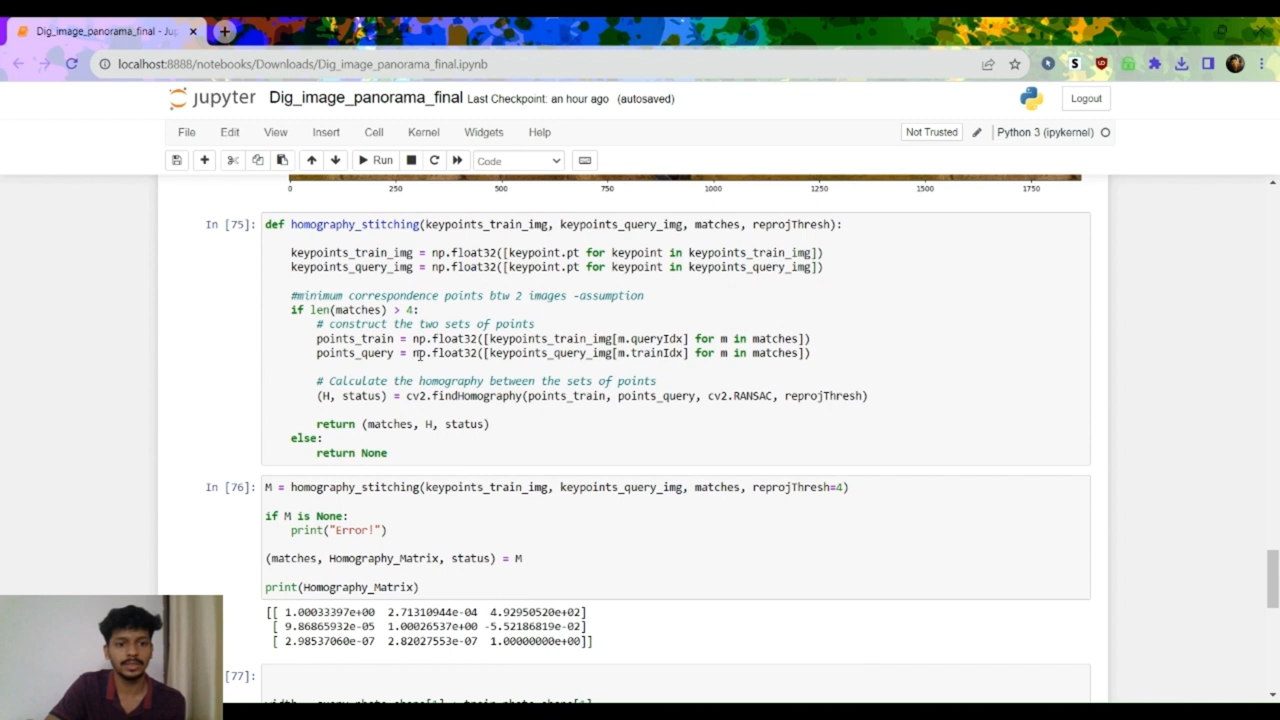 Dig_image_panorama_final - Jup
localhost:8888/notebooks/Downloads/Dig_image_panorama_final.ipynb
jupyter Dig_image_panorama_final Last Checkpoint: an hour ago (autosaved)
Logout
File Edit View Insert Cell Kernel Widgets Help
Not Trusted Python 3 (ipykernel)
Run Code
0 250 500 750 1000 1250 1500 1750
In [75]: def homography_stitching(keypoints_train_img, keypoints_query_img, matches, reprojThresh):
keypoints_train_img = np.float32([keypoint.pt for keypoint in keypoints_train_img])
keypoints_query_img = np.float32([keypoint.pt for keypoint in keypoints_query_img])
#minimum correspondence points btw 2 images -assumption
if len(matches) > 4:
# construct the two sets of points
points_train = np.float32([keypoints_train_img[m.queryIdx] for m in matches])
points_query = np.float32([keypoints_query_img[m.trainIdx] for m in matches])
# Calculate the homography between the sets of points
(H, status) = cv2.findHomography(points_train, points_query, cv2.RANSAC, reprojThresh)
return (matches, H, status)
else:
return None
In [76]: M = homography_stitching(keypoints_train_img, keypoints_query_img, matches, reprojThresh=4)
if M is None:
print("Error!")
(matches, Homography_Matrix, status) = M
print(Homography_Matrix)
[[ 1.00033397e+00 2.71310944e-04 4.92950520e+02]
[ 9.86865932e-05 1.00026537e+00 -5.52186819e-02]
[ 2.98537060e-07 2.82027553e-07 1.00000000e+00]]
[77]: